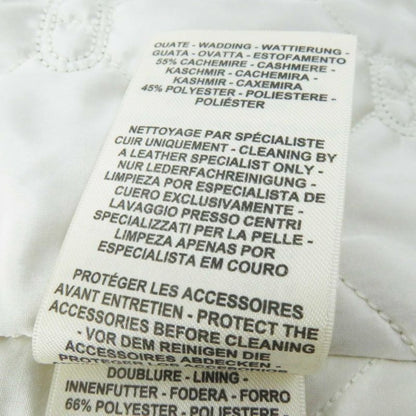 OUATE - WADDING - WATTIERUNG -
GUATA - OVATTA - ESTOFAMENTO
55% CACHEMIRE - CASHMERE -
KASCHMIR - CACHEMIRA -
KASHMIR - CAXEMIRA
45% POLYESTER - POLIESTERE -
POLIÉSTER
NETTOYAGE PAR SPÉCIALISTE
CUIR UNIQUEMENT - CLEANING BY
A LEATHER SPECIALIST ONLY -
NUR LEDERFACHREINIGUNG -
LIMPIEZA POR ESPECIALISTA DE
CUERO EXCLUSIVAMENTE -
LAVAGGIO PRESSO CENTRI
SPECIALIZZATI PER LA PELLE -
LIMPEZA APENAS POR
ESPECIALISTA EM COURO
PROTÉGER LES ACCESSOIRES
AVANT ENTRETIEN - PROTECT THE
ACCESSORIES BEFORE CLEANING
- VOR DEM REINIGEN DIE
ACCESSOIRES ABDECKEN -
DOUBLURE - LINING -
INNENFUTTER - FODERA - FORRO
66% POLYESTER - POLIESTERE